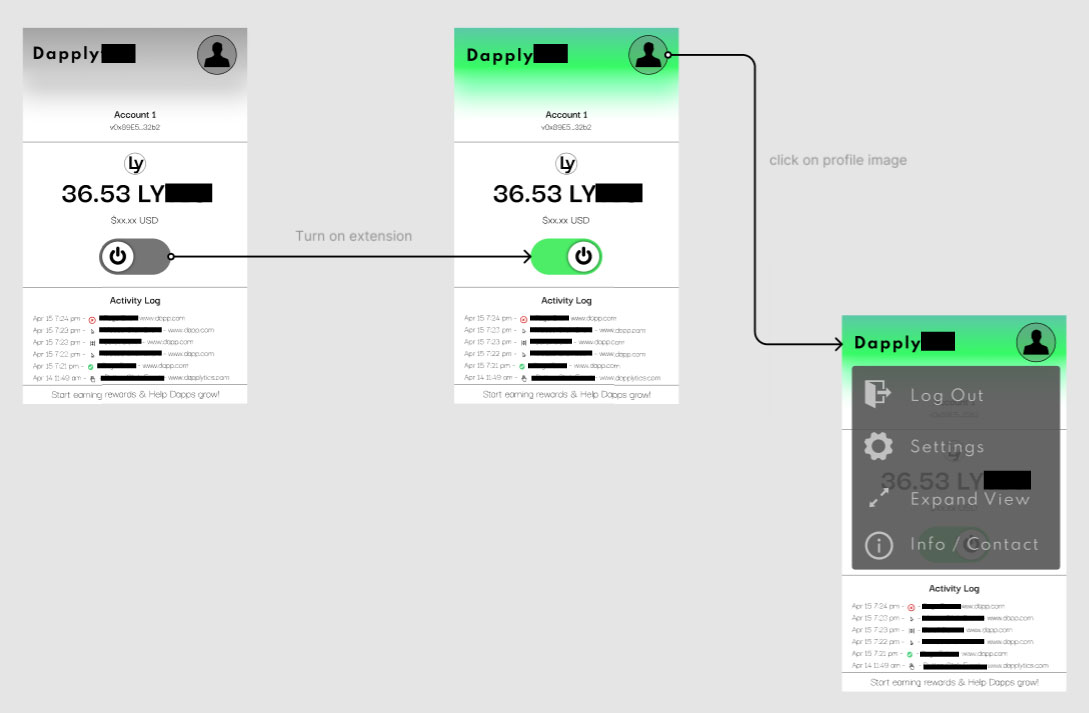 Dapply
Account 1
v0x89E5...32b2
Ly
36.53 LY
$xx.xx USD
Activity Log
Apr 15 7:24 pm - www.dapp.com
Apr 15 7:23 pm - - www.dapp.com
Apr 15 7:23 pm - - www.dapp.com
Apr 15 7:22 pm - - www.dapp.com
Apr 15 7:21 pm - - www.dapp.com
Apr 14 11:49 am - www.dapplytics.com
Start earning rewards & Help Dapps grow!
Turn on extension
Dapply
Account 1
v0x89E5...32b2
Ly
36.53 LY
$xx.xx USD
Activity Log
Apr 15 7:24 pm - www.dapp.com
Apr 15 7:23 pm - - www.dapp.com
Apr 15 7:23 pm - - www.dapp.com
Apr 15 7:22 pm - - www.dapp.com
Apr 15 7:21 pm - - www.dapp.com
Apr 14 11:49 am - www.dapplytics.com
Start earning rewards & Help Dapps grow!
click on profile image
Dapply
Log Out
Settings
36.53 LY
Expand View
Info / Contact
Activity Log
Apr 15 7:24 pm - - www.dapp.com
Apr 15 7:23 pm - - www.dapp.com
Apr 15 7:23 pm - - www.dapp.com
Apr 15 7:22 pm - - www.dapp.com
Apr 15 7:21 pm - - www.dapp.com
Apr 14 11:49 am - - www.dapplytics.com
Start earning rewards & Help Dapps grow!